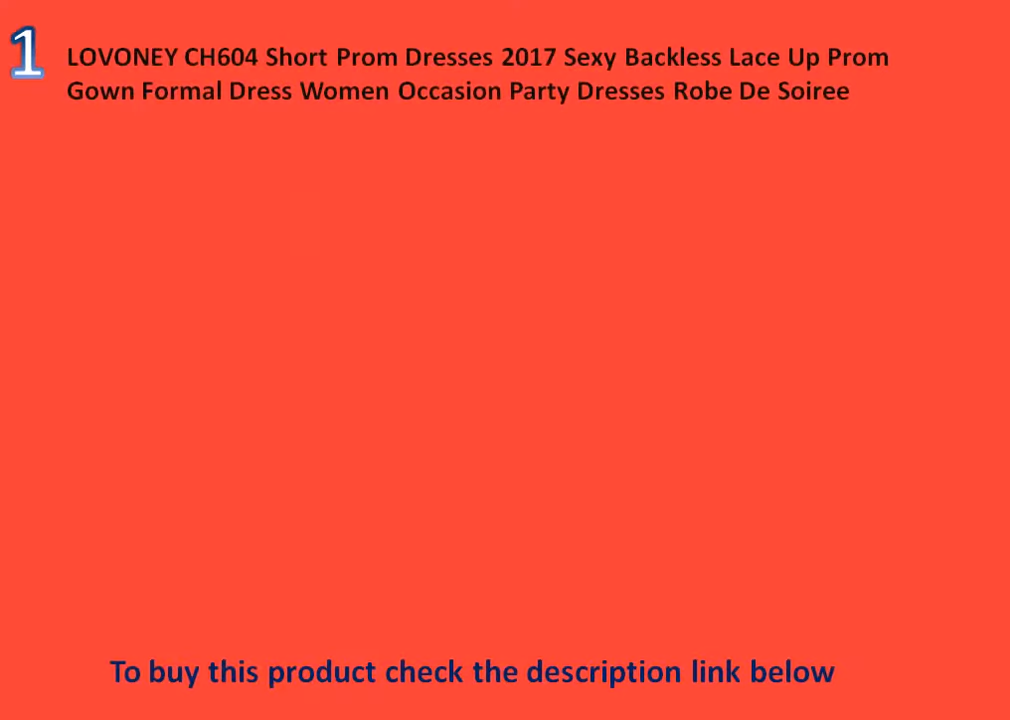 1
LOVONEY CH604 Short Prom Dresses 2017 Sexy Backless Lace Up Prom
Gown Formal Dress Women Occasion Party Dresses Robe De Soiree
To buy this product check the description link below